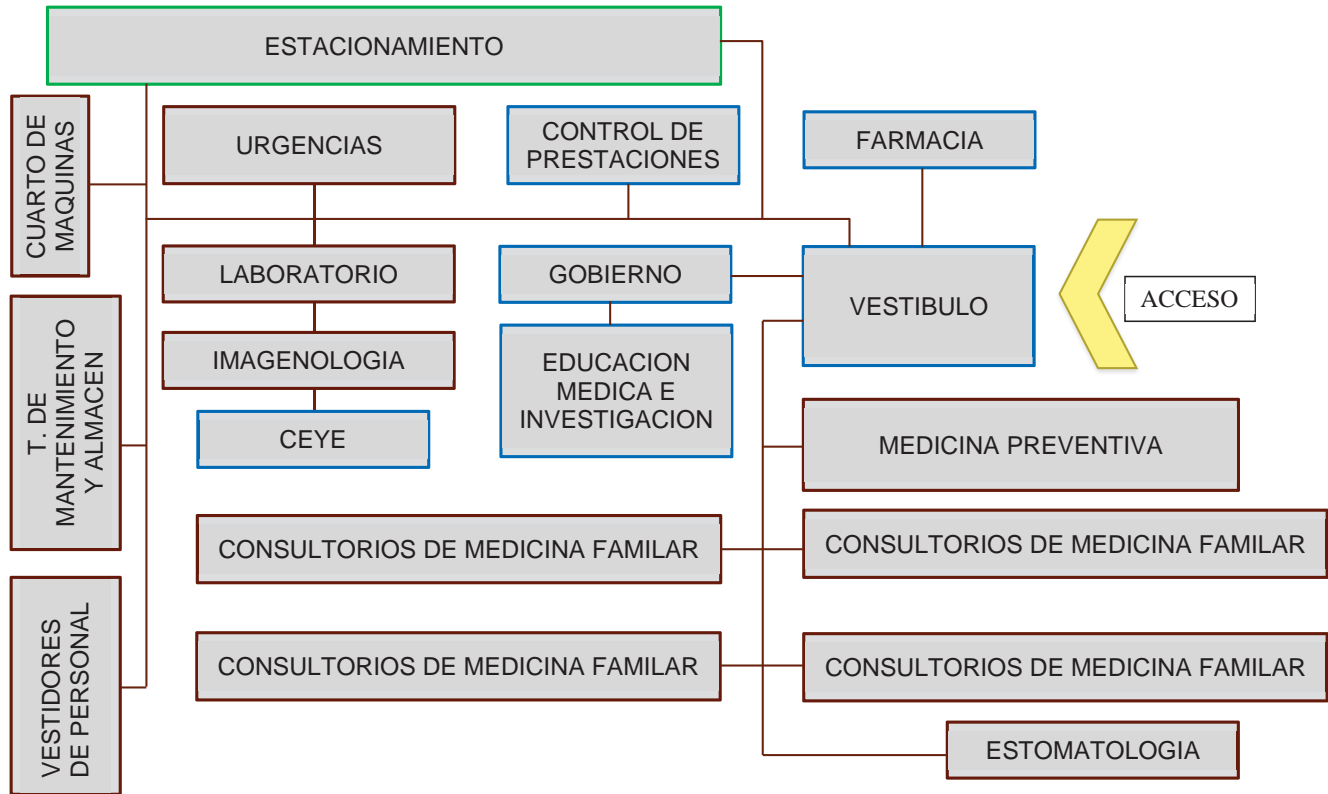 ESTACIONAMIENTO
CUARTO DE
MAQUINAS
URGENCIAS
CONTROL DE
PRESTACIONES
FARMACIA
LABORATORIO
GOBIERNO
VESTIBULO
ACCESO
T. DE
MANTENIMIENTO
Y ALMACEN
IMAGENOLOGIA
EDUCACION
MEDICA E
INVESTIGACION
CEYE
MEDICINA PREVENTIVA
CONSULTORIOS DE MEDICINA FAMILAR
CONSULTORIOS DE MEDICINA FAMILAR
VESTIDORES
DE PERSONAL
CONSULTORIOS DE MEDICINA FAMILAR
CONSULTORIOS DE MEDICINA FAMILAR
ESTOMATOLOGIA